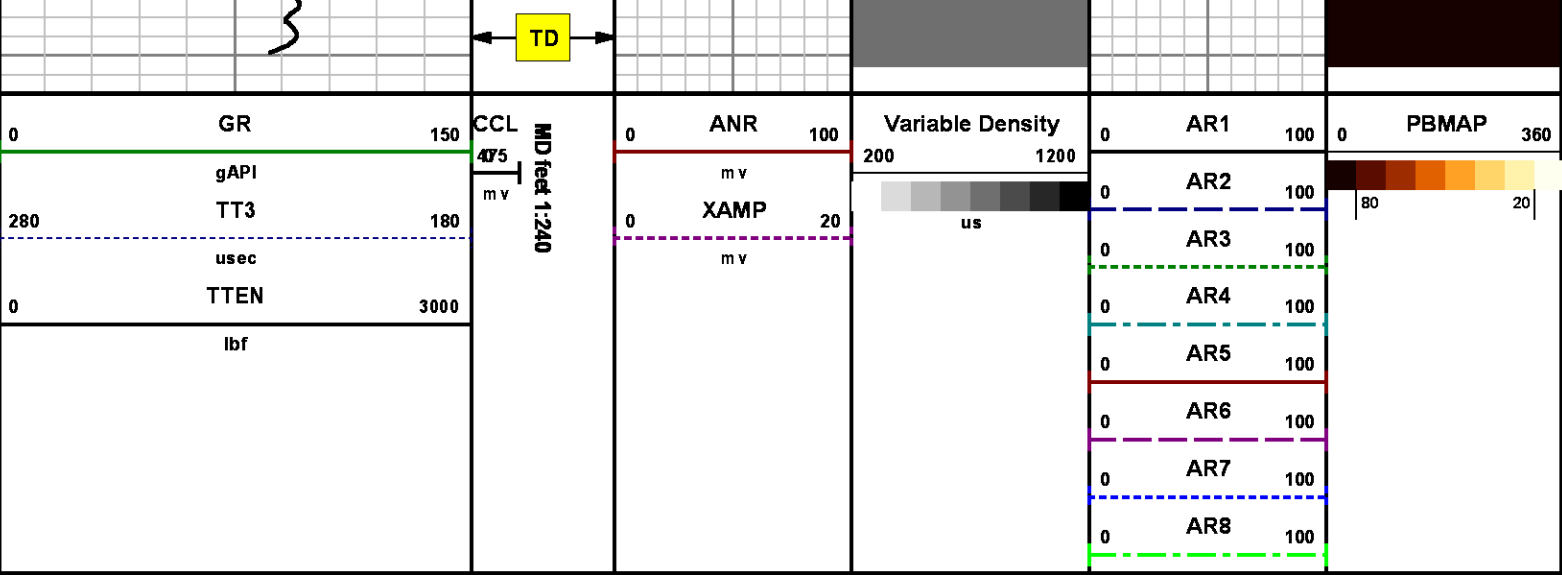 TD
GR
0 150
gAPI
TT3
280 180
usec
TTEN
0 3000
lbf
CCL
mv
MD feet 1:240
ANR
0 100
mv
XAMP
0 20
mv
Variable Density
200 1200
us
AR1
0 100
AR2
0 100
AR3
0 100
AR4
0 100
AR5
0 100
AR6
0 100
AR7
0 100
AR8
0 100
PBMAP
0 360
80 20